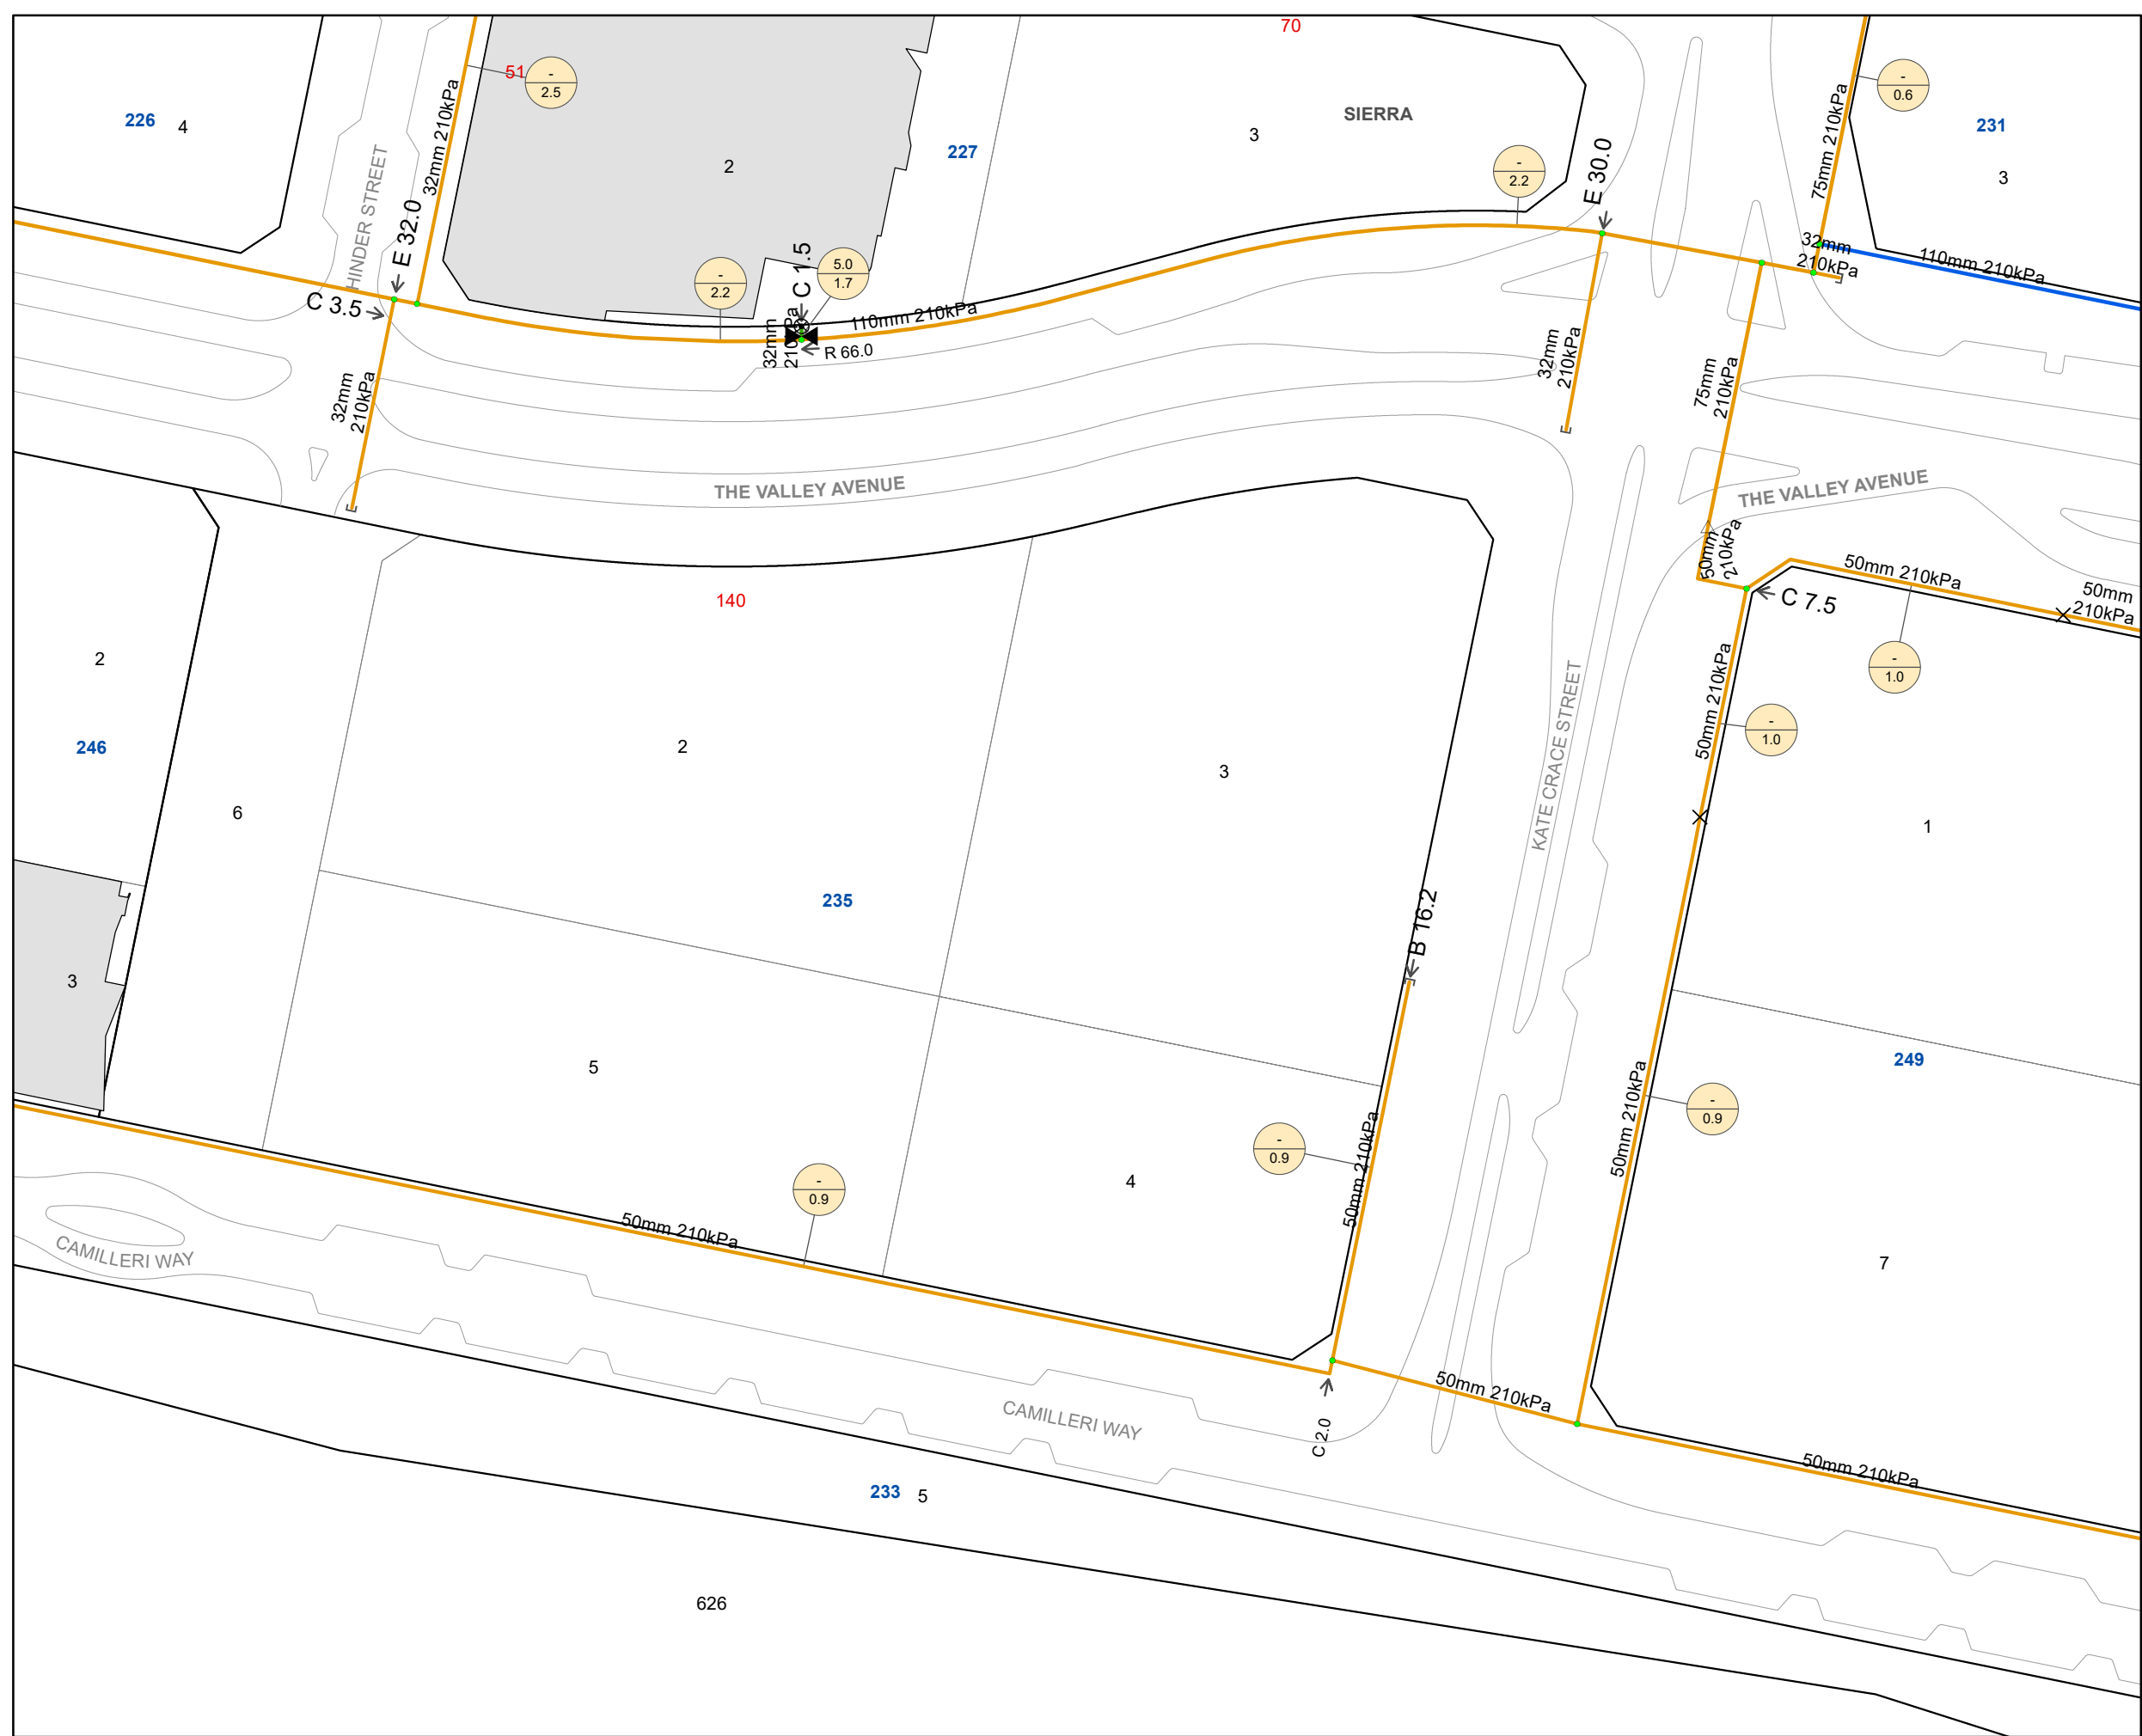 70
51
-
2.5
-
0.6
32mm 210kPa
75mm 210kPa
226 4
SIERRA
231
3
2
227
3
-
2.2
HINDER STREET
E 32.0
E 30.0
C 3.5
C 1.5
5.0
1.7
-
2.2
32mm
210kPa
110mm 210kPa
110mm 210kPa
R 66.0
32mm
210kPa
32mm
210kPa
32mm
210kPa
75mm
210kPa
THE VALLEY AVENUE
THE VALLEY AVENUE
50mm
210kPa
50mm 210kPa
50mm
210kPa
C 7.5
140
2
246
6
2
3
KATE CRACE STREET
50mm 210kPa
-
1.0
-
1.0
1
235
B 16.2
3
5
4
-
0.9
-
0.9
50mm 210kPa
50mm 210kPa
50mm 210kPa
249
-
0.9
7
CAMILLERI WAY
CAMILLERI WAY
C 2.0
50mm 210kPa
50mm 210kPa
233 5
626